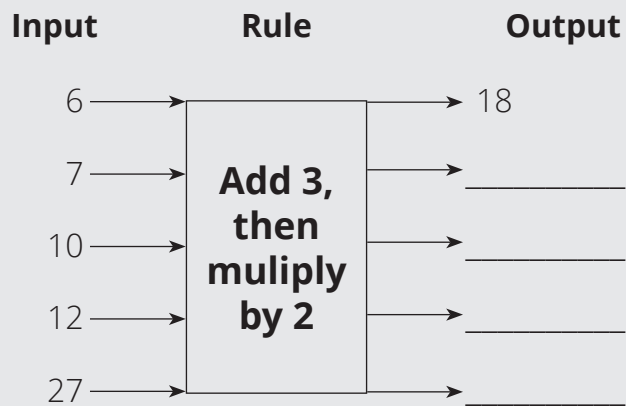 Input Rule Output
6 18
7
10
12
27
Add 3,
then
muliply
by 2